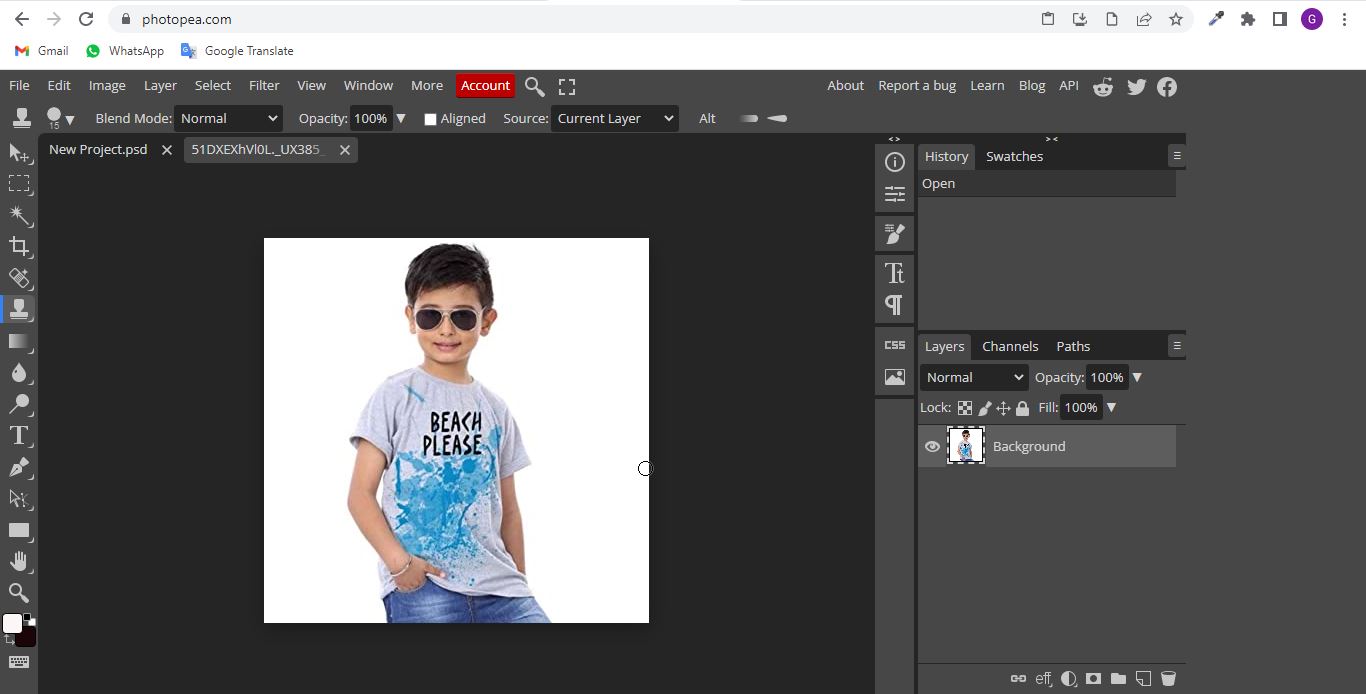 photopea.com
G
Gmail
WhatsApp
Google Translate
File Edit Image Layer Select Filter View Window More Account
About Report a bug Learn Blog API
15
Blend Mode: Normal Opacity: 100% Aligned Source: Current Layer Alt
New Project.psd
51DXEXhVl0L._UX385_
History Swatches
Open
Tt
CSS
Layers Channels Paths
Normal Opacity: 100%
Lock: Fill: 100%
Background
T
BEACH
PLEASE
eff